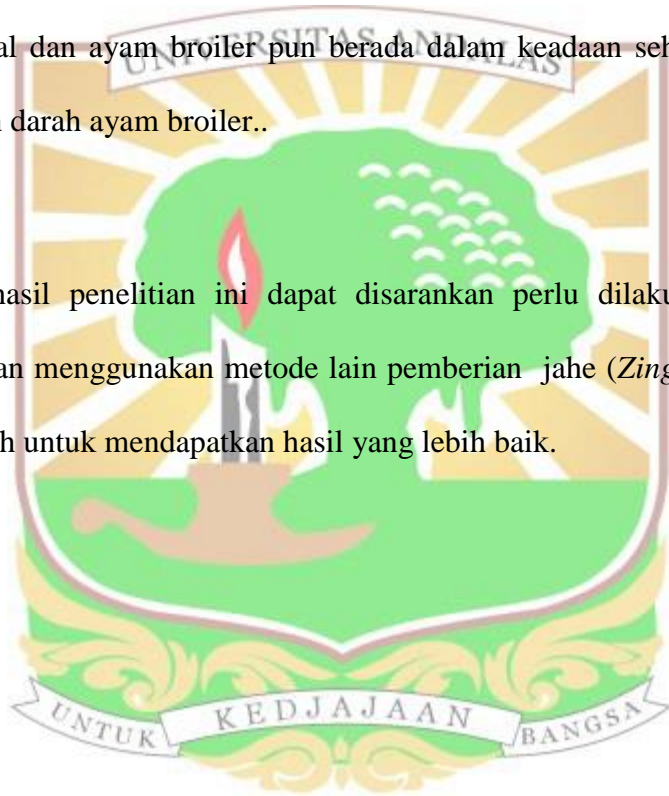 UNIVERSITAS ANDALAS
al dan ayam broiler pun berada dalam keadaan seh
darah ayam broiler..
hasil penelitian ini dapat disarankan perlu dilaku
an menggunakan metode lain pemberian jahe (Zing
h untuk mendapatkan hasil yang lebih baik.
UNTUK KEDJAJAAN BANGSA